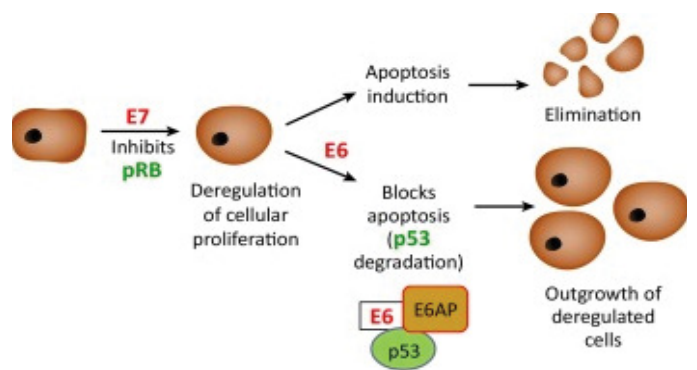 E7
Inhibits
pRB
Deregulation
of cellular
proliferation
Apoptosis
induction
Elimination
E6
Blocks
apoptosis
(p53
degradation)
E6
E6AP
p53
Outgrowth of
deregulated
cells